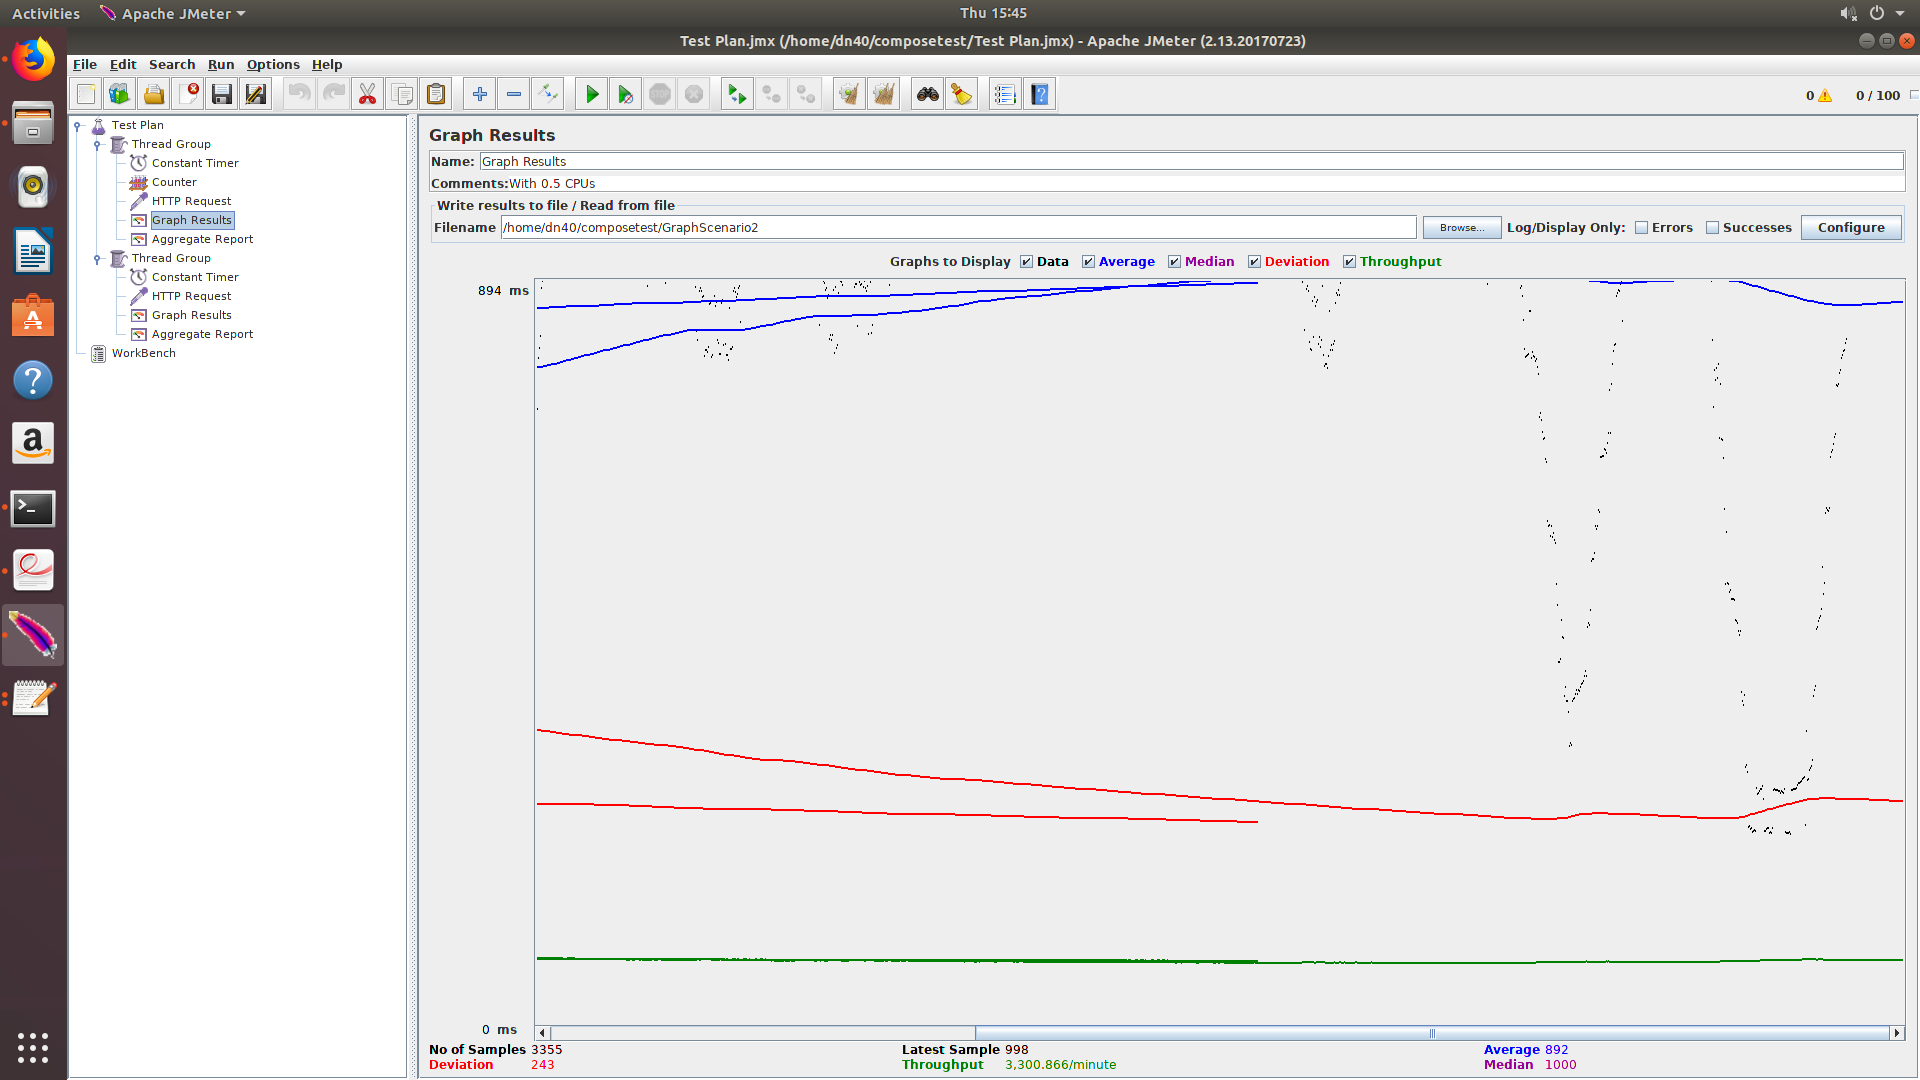 Activities Apache JMeter Thu 15:45
Test Plan.jmx (/home/dn40/composetest/Test Plan.jmx) - Apache JMeter (2.13.20170723)
File Edit Search Run Options Help
0 0 / 100
Test Plan
Thread Group
Constant Timer
Counter
HTTP Request
Graph Results
Aggregate Report
Thread Group
Constant Timer
HTTP Request
Graph Results
Aggregate Report
WorkBench
Graph Results
Name: Graph Results
Comments: With 0.5 CPUs
Write results to file / Read from file
Filename /home/dn40/composetest/GraphScenario2 Browse... Log/Display Only: Errors Successes Configure
Graphs to Display Data Average Median Deviation Throughput
894 ms
0 ms
No of Samples 3355 Latest Sample 998 Average 892
Deviation 243 Throughput 3,300.866/minute Median 1000